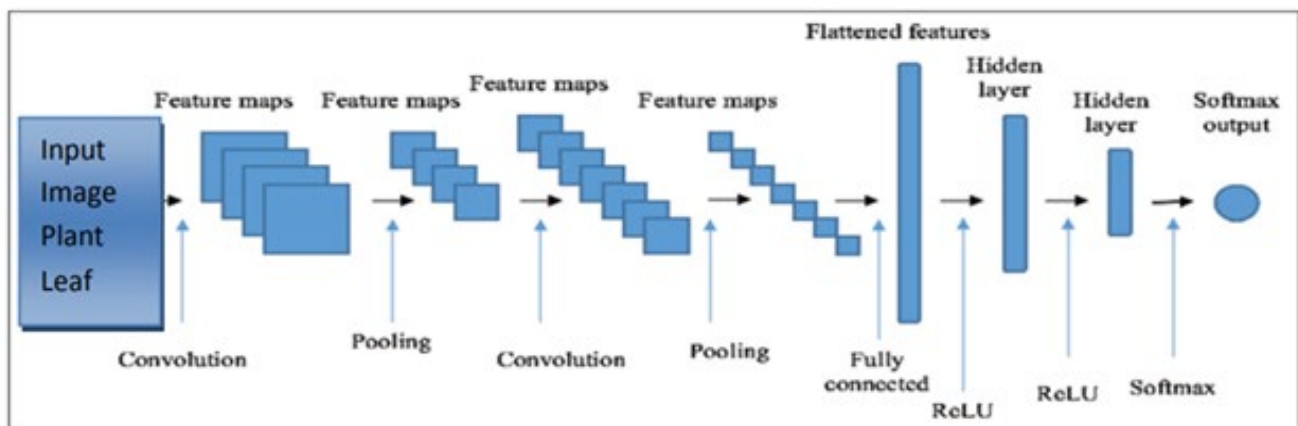 Input
Image
Plant
Leaf
Feature maps
Feature maps
Feature maps
Feature maps
Flattened features
Hidden
layer
Hidden
layer
Softmax
output
Convolution
Pooling
Convolution
Pooling
Fully
connected
ReLU
ReLU
Softmax